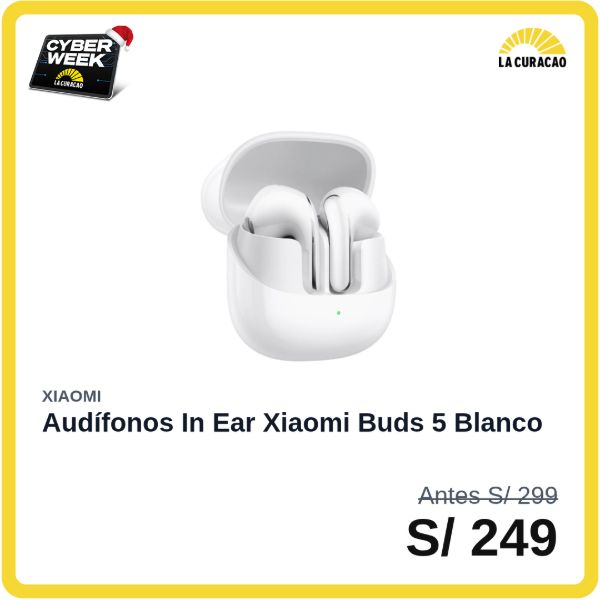 CYBER
WEEK
LA CURACAO
LA CURACAO
XIAOMI
Audífonos In Ear Xiaomi Buds 5 Blanco
Antes S/ 299
S/ 249